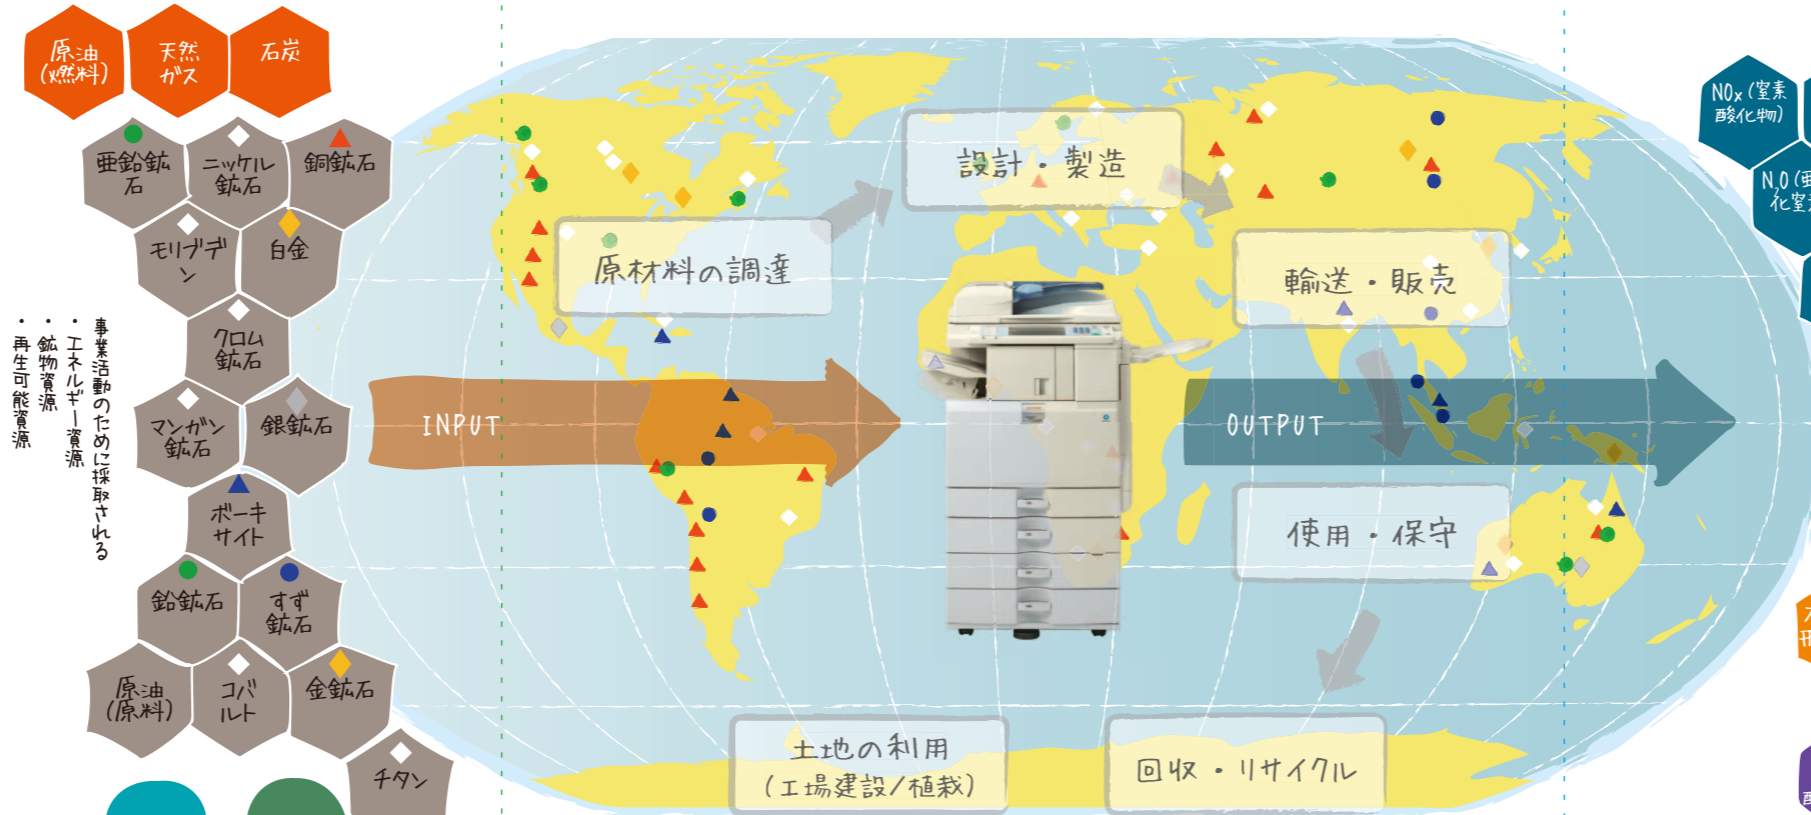 原油
(燃料)
天然
ガス
石炭
亜鉛鉱
石
ニッケル
鉱石
銅鉱石
モリブデ
ン
白金
クロム
鉱石
マンガン
鉱石
銀鉱石
ボーキ
サイト
鉛鉱石
すず
鉱石
原油
(原料)
コバ
ルト
金鉱石
チタン
事業活動のために採取される
・エネルギー資源
・鉱物資源
・再生可能資源
INPUT
原材料の調達
設計・製造
輸送・販売
OUTPUT
使用・保守
土地の利用
(工場建設/植栽)
回収・リサイクル
NOx(窒素
酸化物)
N₂O(亜
化窒